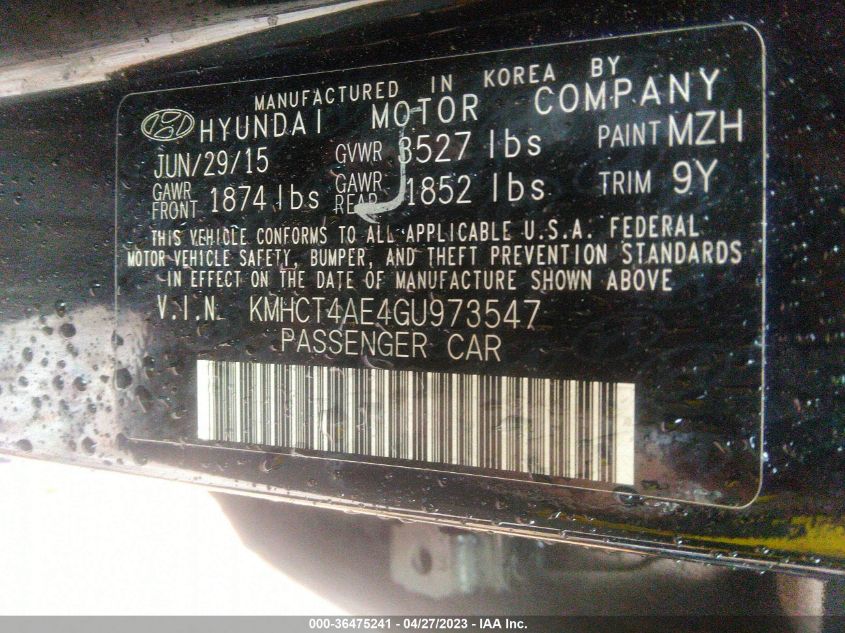 MANUFACTURED IN KOREA BY
HYUNDAI MOTOR COMPANY
JUN/29/15 GVWR 3527 lbs PAINT MZH
GAWR FRONT 1874 lbs GAWR REAR 1852 lbs TRIM 9Y
THIS VEHICLE CONFORMS TO ALL APPLICABLE U.S.A. FEDERAL
MOTOR VEHICLE SAFETY, BUMPER, AND THEFT PREVENTION STANDARDS
IN EFFECT ON THE DATE OF MANUFACTURE SHOWN ABOVE
V.I.N. KMHCT4AE4GU973547
PASSENGER CAR
000-36475241 - 04/27/2023 - IAA Inc.